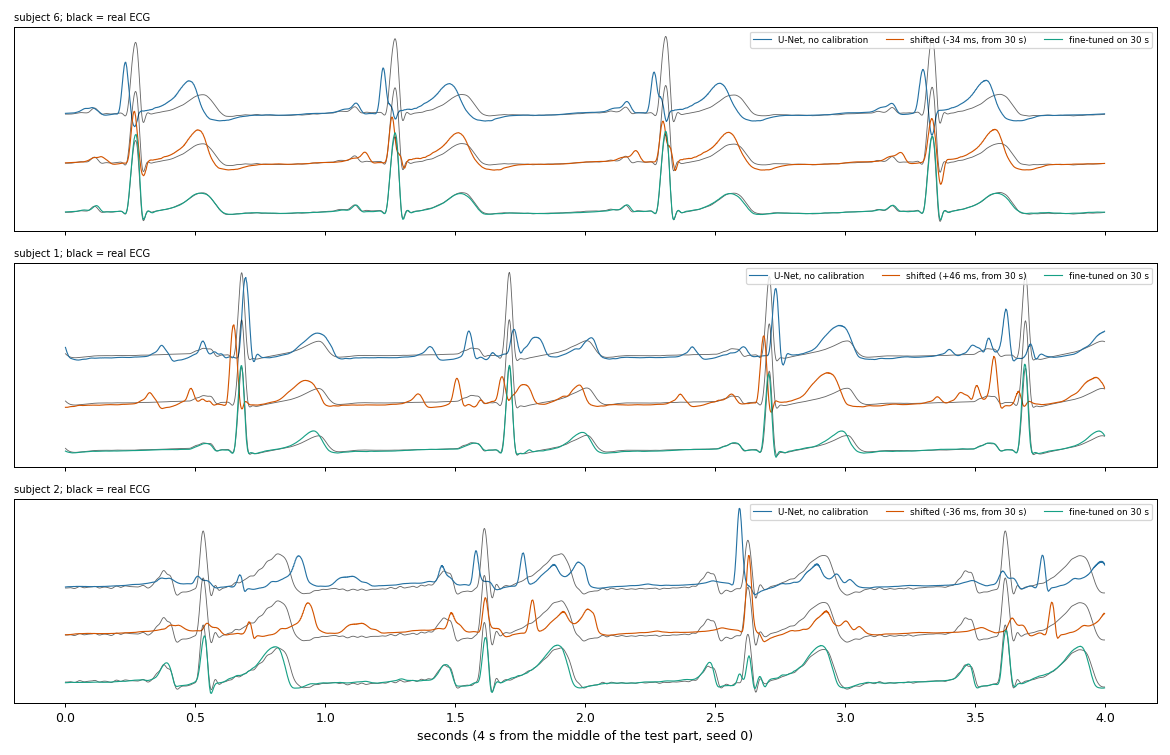 subject 6; black = real ECG
U-Net, no calibration shifted (-34 ms, from 30 s) fine-tuned on 30 s
subject 1; black = real ECG
U-Net, no calibration shifted (+46 ms, from 30 s) fine-tuned on 30 s
subject 2; black = real ECG
U-Net, no calibration shifted (-36 ms, from 30 s) fine-tuned on 30 s
0.0 0.5 1.0 1.5 2.0 2.5 3.0 3.5 4.0
seconds (4 s from the middle of the test part, seed 0)